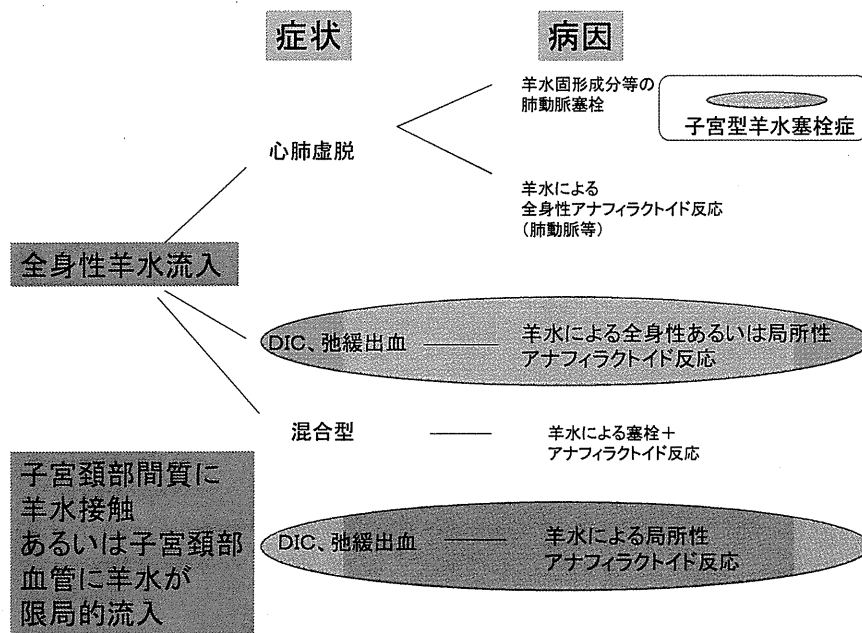 症状
病因
羊水固形成分等の
肺動脈塞栓
子宮型羊水塞栓症
心肺虚脱
羊水による
全身性アナフィラクトイド反応
（肺動脈等）
全身性羊水流入
DIC、弛緩出血
羊水による全身性あるいは局所性
アナフィラクトイド反応
混合型
羊水による塞栓＋
アナフィラクトイド反応
子宮頚部間質に
羊水接触
あるいは子宮頚部
血管に羊水が
限局的流入
DIC、弛緩出血
羊水による局所性
アナフィラクトイド反応